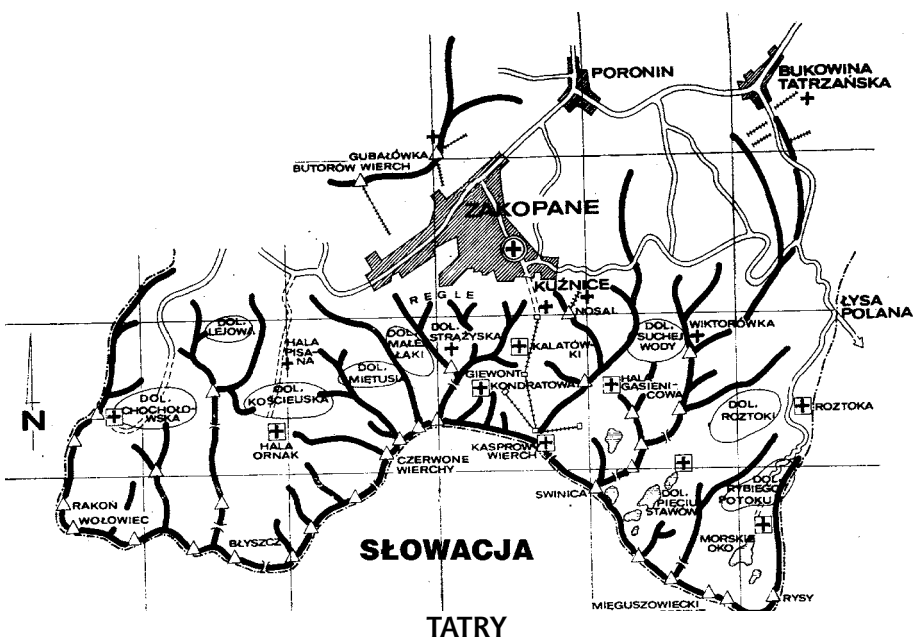 PORONIN
BUKOWINA
TATRZAŃSKA
GUBAŁÓWKA
BUTORÓW WIERCH
ZAKOPANE
KUŹNICE
REGLE
NOSAL
ŁYSA
POLANA
DOL.
LEJOWA
HALA
PISA-
NA
DOL.
MIĘTUSIA
DOL.
MAŁEJ
ŁĄKI
DOL.
STRĄŻYSKA
KALATÓW-
KI
DOL.
SUCHEJ
WODY
WIKTORÓWKA
GIEWONT
KONDRATOWA
HALA
GĄSIENI-
COWA
DOL.
CHOCHOŁO-
WSKA
DOL.
KOŚCIELISKA
DOL.
ROZTOKI
ROZTOKA
N
HALA
ORNAK
CZERWONE
WIERCHY
KASPROWY
WIERCH
ŚWINICA
DOL.
PIĘCIU
STAWÓW
DOL.
RYBIEGO
POTOKU
RAKOŃ
WOŁOWIEC
BŁYSZCZ
SŁOWACJA
MORSKIE
OKO
MIĘGUSZOWIECKI
RYSY
TATRY